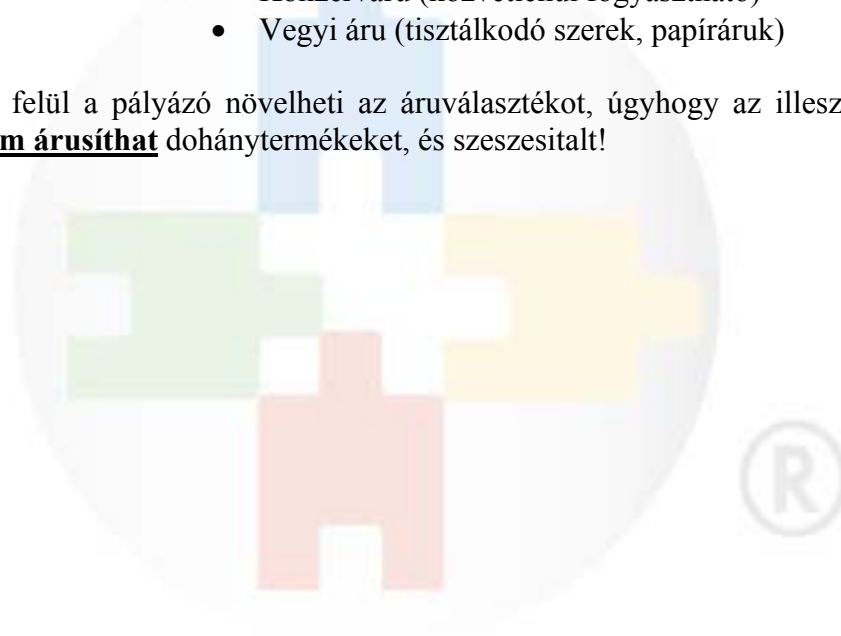 • Vegyi áru (tisztálkodó szerek, papíráruk)
felül a pályázó növelheti az áruválasztékot, úgyhogy az illesz
m árusíthat dohánytermékeket, és szeszesitalt!
®